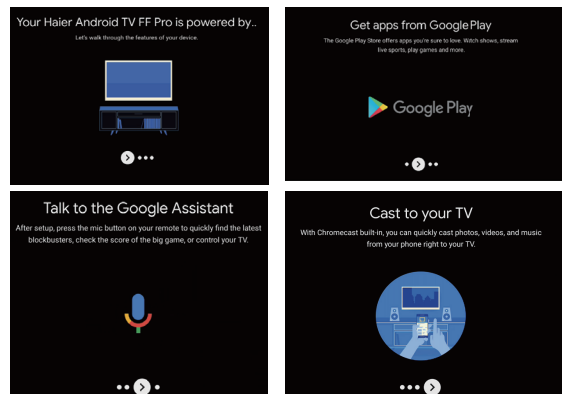 Your Haier Android TV FF Pro is powered by..
Let's walk through the features of your device.
Get apps from Google Play
The Google Play Store offers apps you're sure to love. Witch shows, stream
live sports, play games and more.
Google Play
Talk to the Google Assistant
After setup, press the mic button on your remote to quickly find the latest
blockbusters, check the score of the big game, or control your TV.
Cast to your TV
With Chromecast built-in, you can quickly cast photos, videos, and music
from your phone right to your TV.